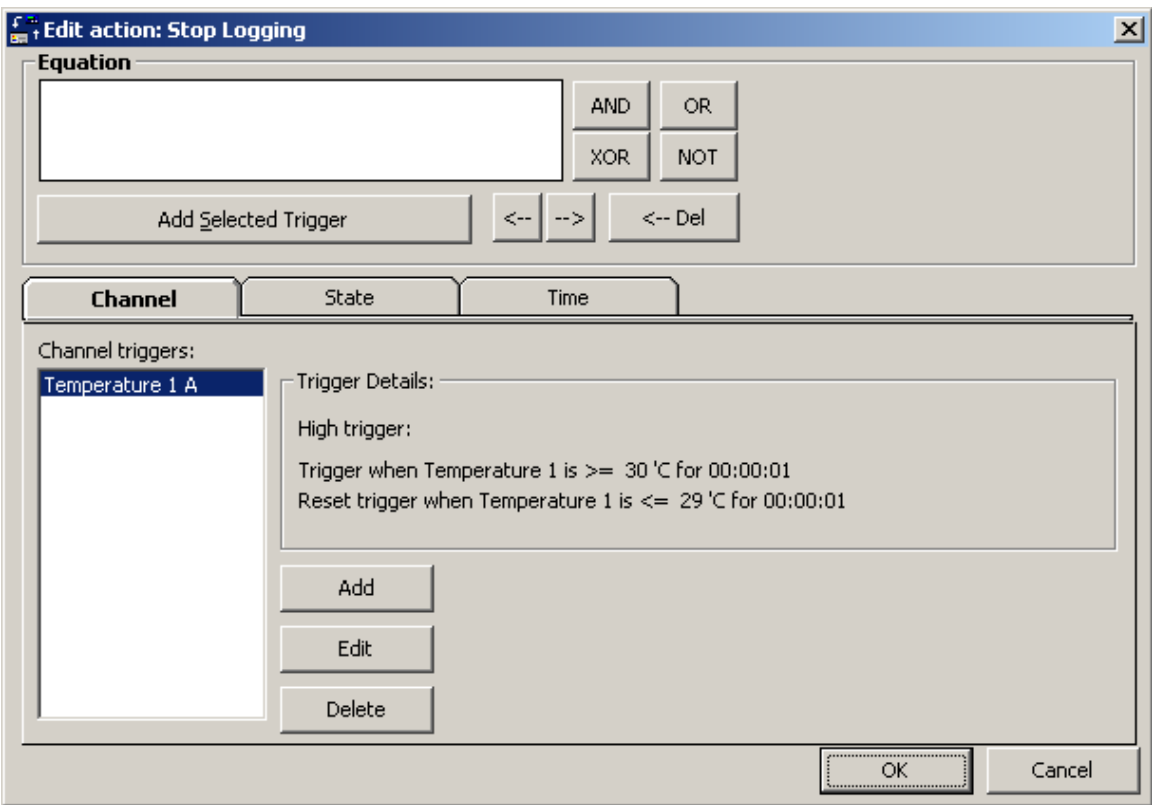 Edit action: Stop Logging
Equation
AND OR
XOR NOT
Add Selected Trigger <-- --> <-- Del
Channel State Time
Channel triggers:
Temperature 1 A
Trigger Details:
High trigger:
Trigger when Temperature 1 is >= 30 'C for 00:00:01
Reset trigger when Temperature 1 is <= 29 'C for 00:00:01
Add
Edit
Delete
OK Cancel